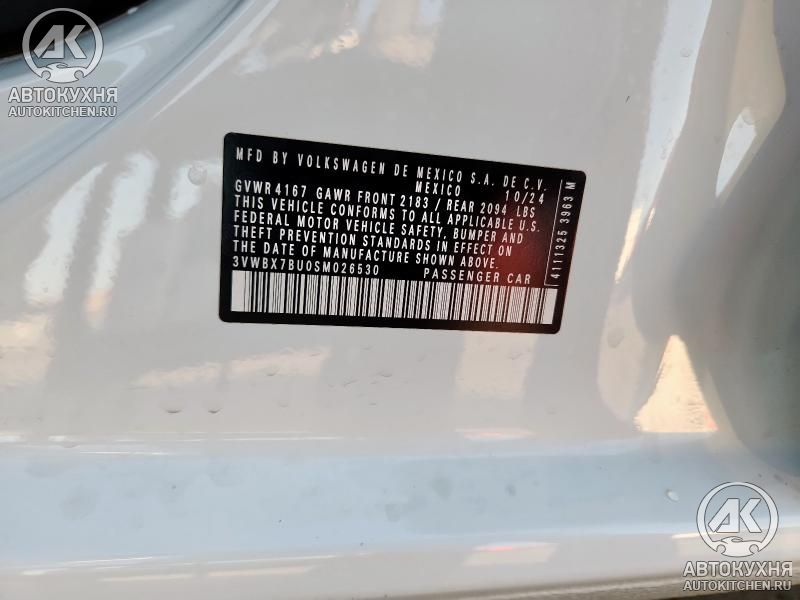 AK
АВТОКУХНЯ
AUTOKITCHEN.RU
MFD BY VOLKSWAGEN DE MEXICO S.A. DE C.V.
MEXICO 10/24
GVWR 4167 GAWR FRONT 2183 / REAR 2094 LBS
THIS VEHICLE CONFORMS TO ALL APPLICABLE U.S.
FEDERAL MOTOR VEHICLE SAFETY, BUMPER AND
THEFT PREVENTION STANDARDS IN EFFECT ON
THE DATE OF MANUFACTURE SHOWN ABOVE.
3VWBX7BU0SM026530 PASSENGER CAR
4111325 3963 M
AK
АВТОКУХНЯ
AUTOKITCHEN.RU